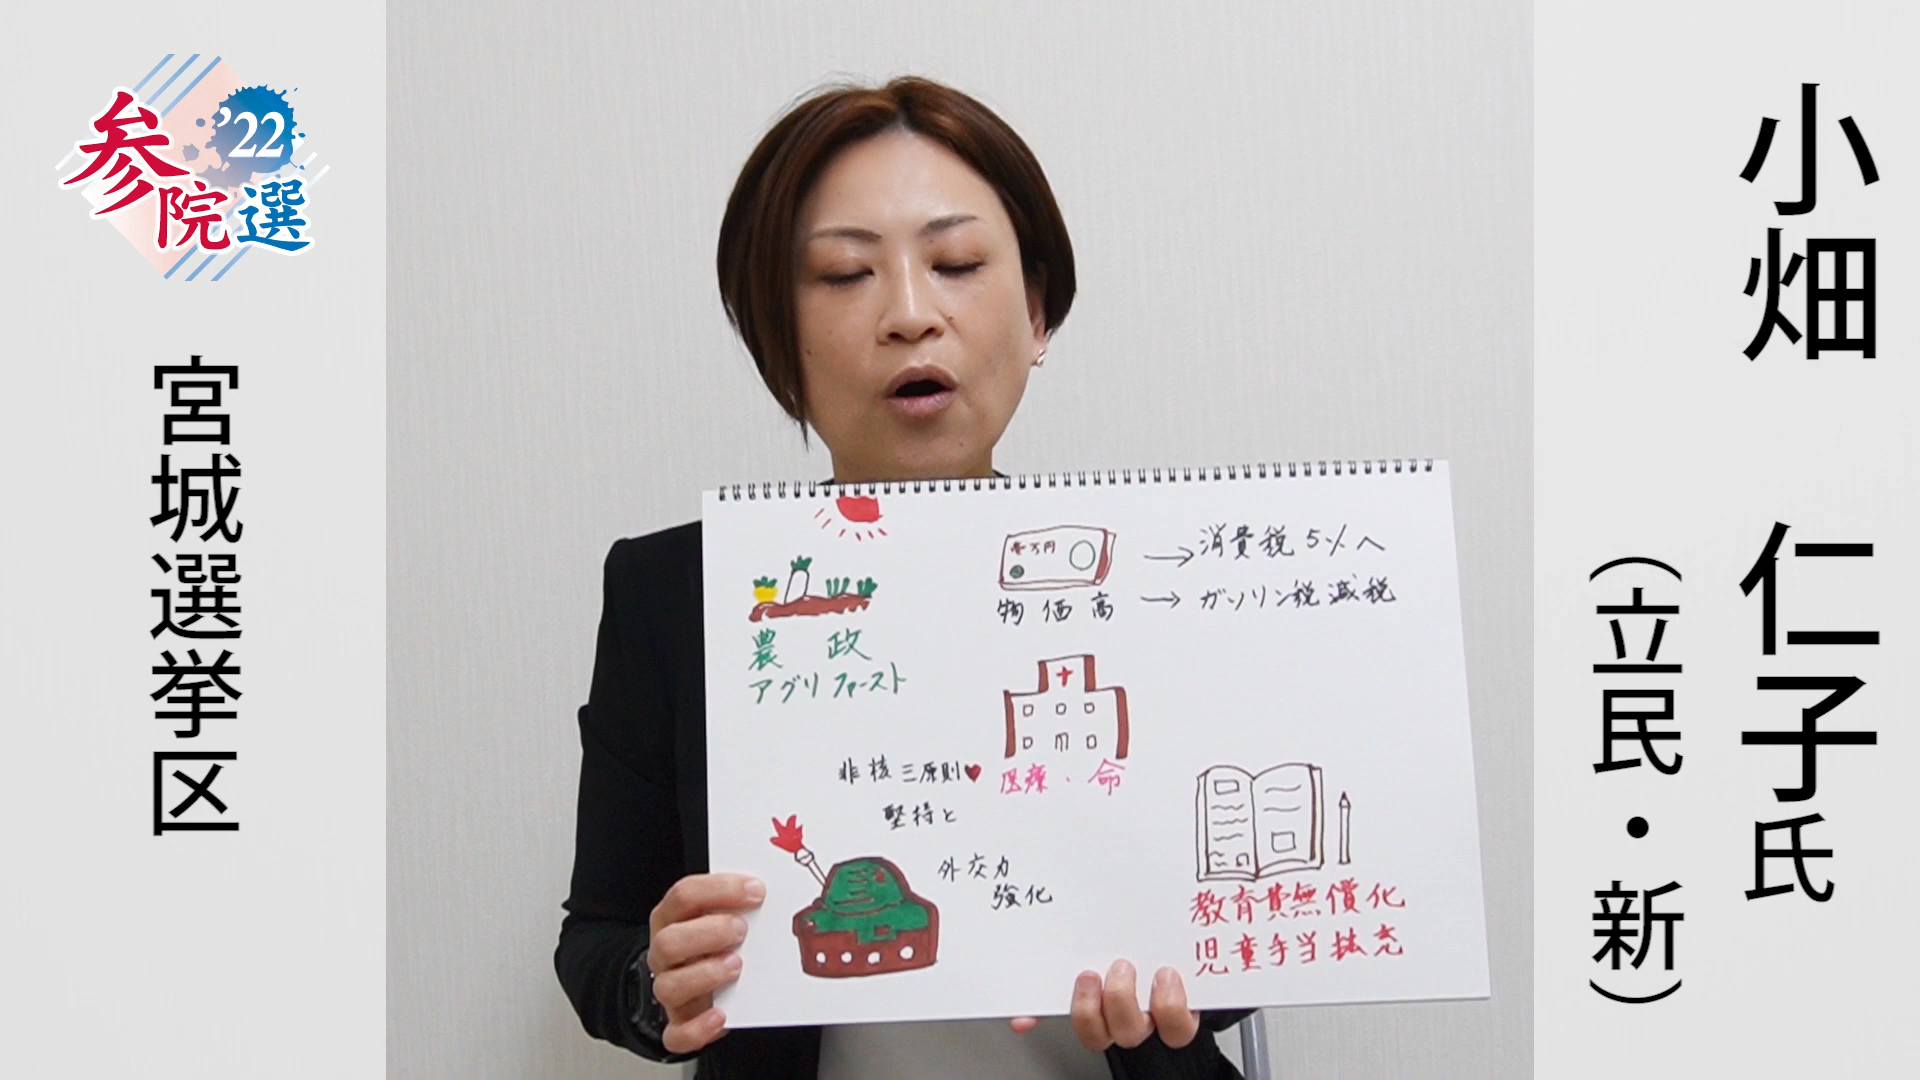 参院選 '22
宮城選挙区
小畑 仁子氏
（立民・新）
農政
アグリファースト
壱万円
物価高
→消費税5%へ
→ガソリン税減税
医療・命
非核三原則♥
堅持と
外交力
強化
教育費無償化
児童手当拡充